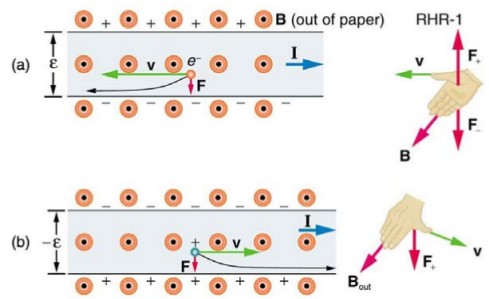 + + + + B (out of paper)
RHR-1
(a)
ε
v
e⁻
I
F
F₊
v
F₋
B
− − − − −
− − − − −
(b)
−ε
I
+
v
F
F₊
v
Bout
+ + + + +